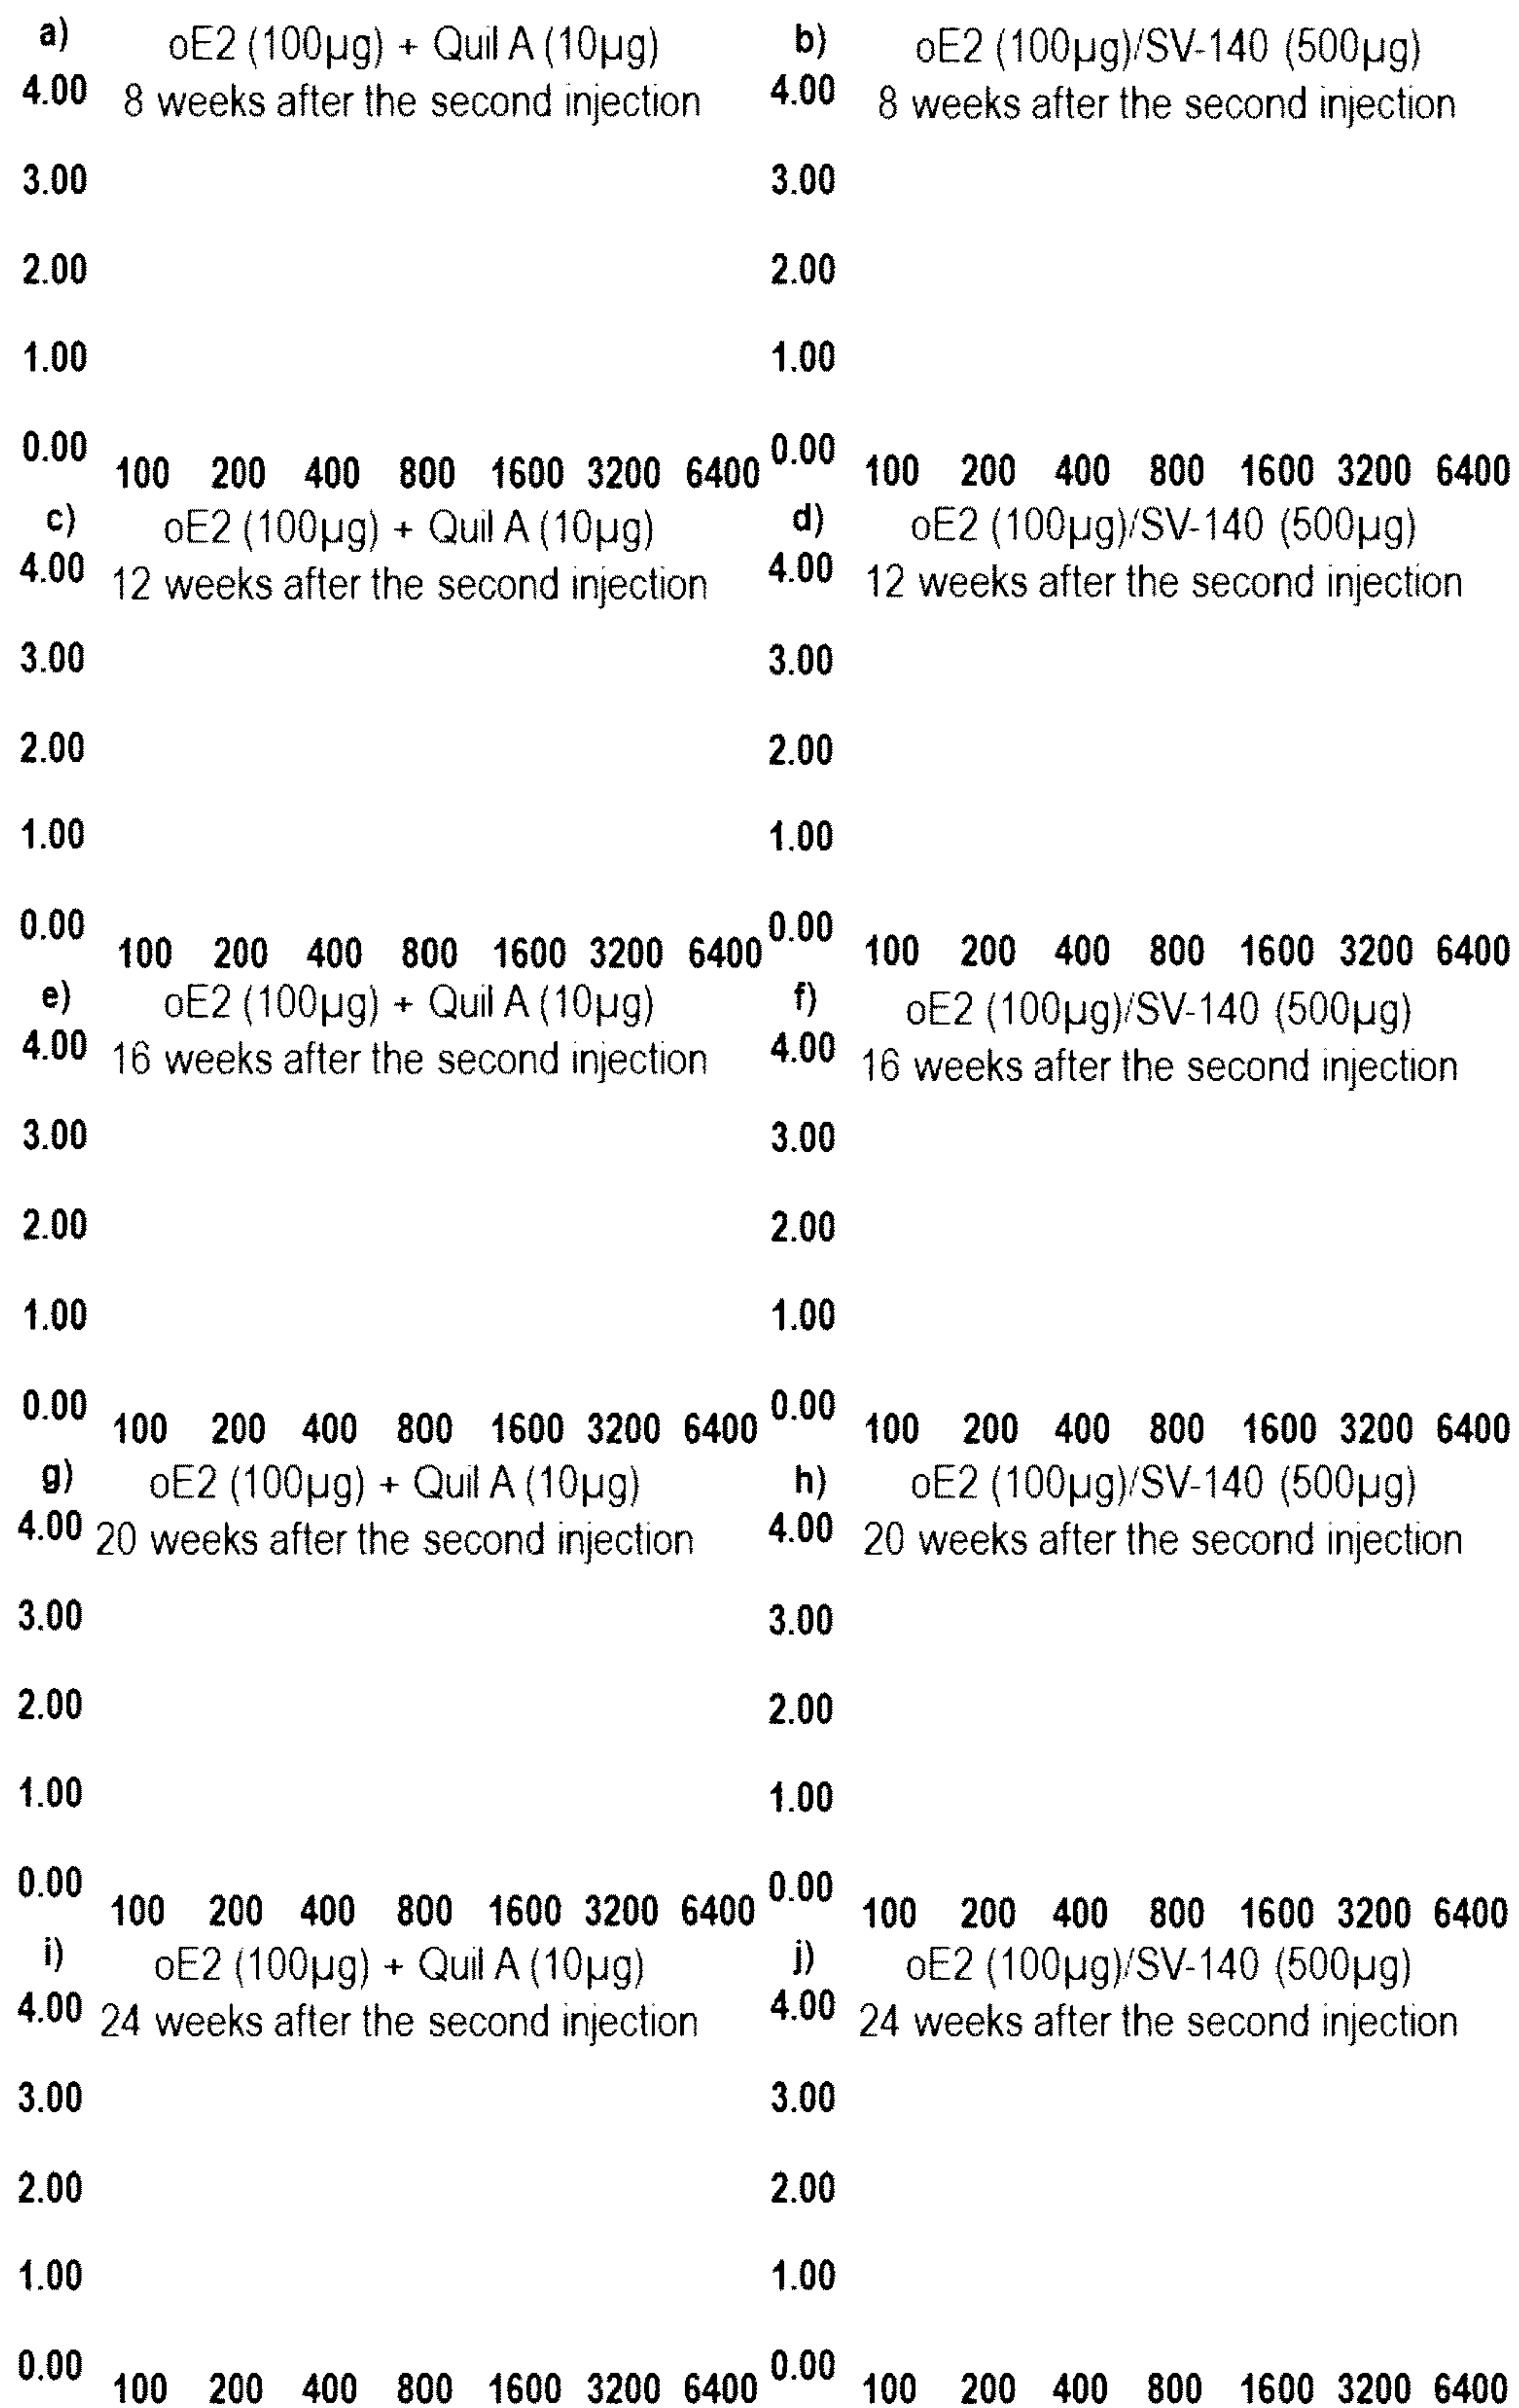 a) oE2 (100µg) + Quil A (10µg)
4.00 8 weeks after the second injection
3.00
2.00
1.00
0.00
100 200 400 800 1600 3200 6400
b) oE2 (100µg)/SV-140 (500µg)
4.00 8 weeks after the second injection
3.00
2.00
1.00
0.00
100 200 400 800 1600 3200 6400
c) oE2 (100µg) + Quil A (10µg)
4.00 12 weeks after the second injection
3.00
2.00
1.00
0.00
100 200 400 800 1600 3200 6400
d) oE2 (100µg)/SV-140 (500µg)
4.00 12 weeks after the second injection
3.00
2.00
1.00
0.00
100 200 400 800 1600 3200 6400
e) oE2 (100µg) + Quil A (10µg)
4.00 16 weeks after the second injection
3.00
2.00
1.00
0.00
100 200 400 800 1600 3200 6400
f) oE2 (100µg)/SV-140 (500µg)
4.00 16 weeks after the second injection
3.00
2.00
1.00
0.00
100 200 400 800 1600 3200 6400
g) oE2 (100µg) + Quil A (10µg)
4.00 20 weeks after the second injection
3.00
2.00
1.00
0.00
100 200 400 800 1600 3200 6400
h) oE2 (100µg)/SV-140 (500µg)
4.00 20 weeks after the second injection
3.00
2.00
1.00
0.00
100 200 400 800 1600 3200 6400
i) oE2 (100µg) + Quil A (10µg)
4.00 24 weeks after the second injection
3.00
2.00
1.00
0.00
100 200 400 800 1600 3200 6400
j) oE2 (100µg)/SV-140 (500µg)
4.00 24 weeks after the second injection
3.00
2.00
1.00
0.00
100 200 400 800 1600 3200 6400